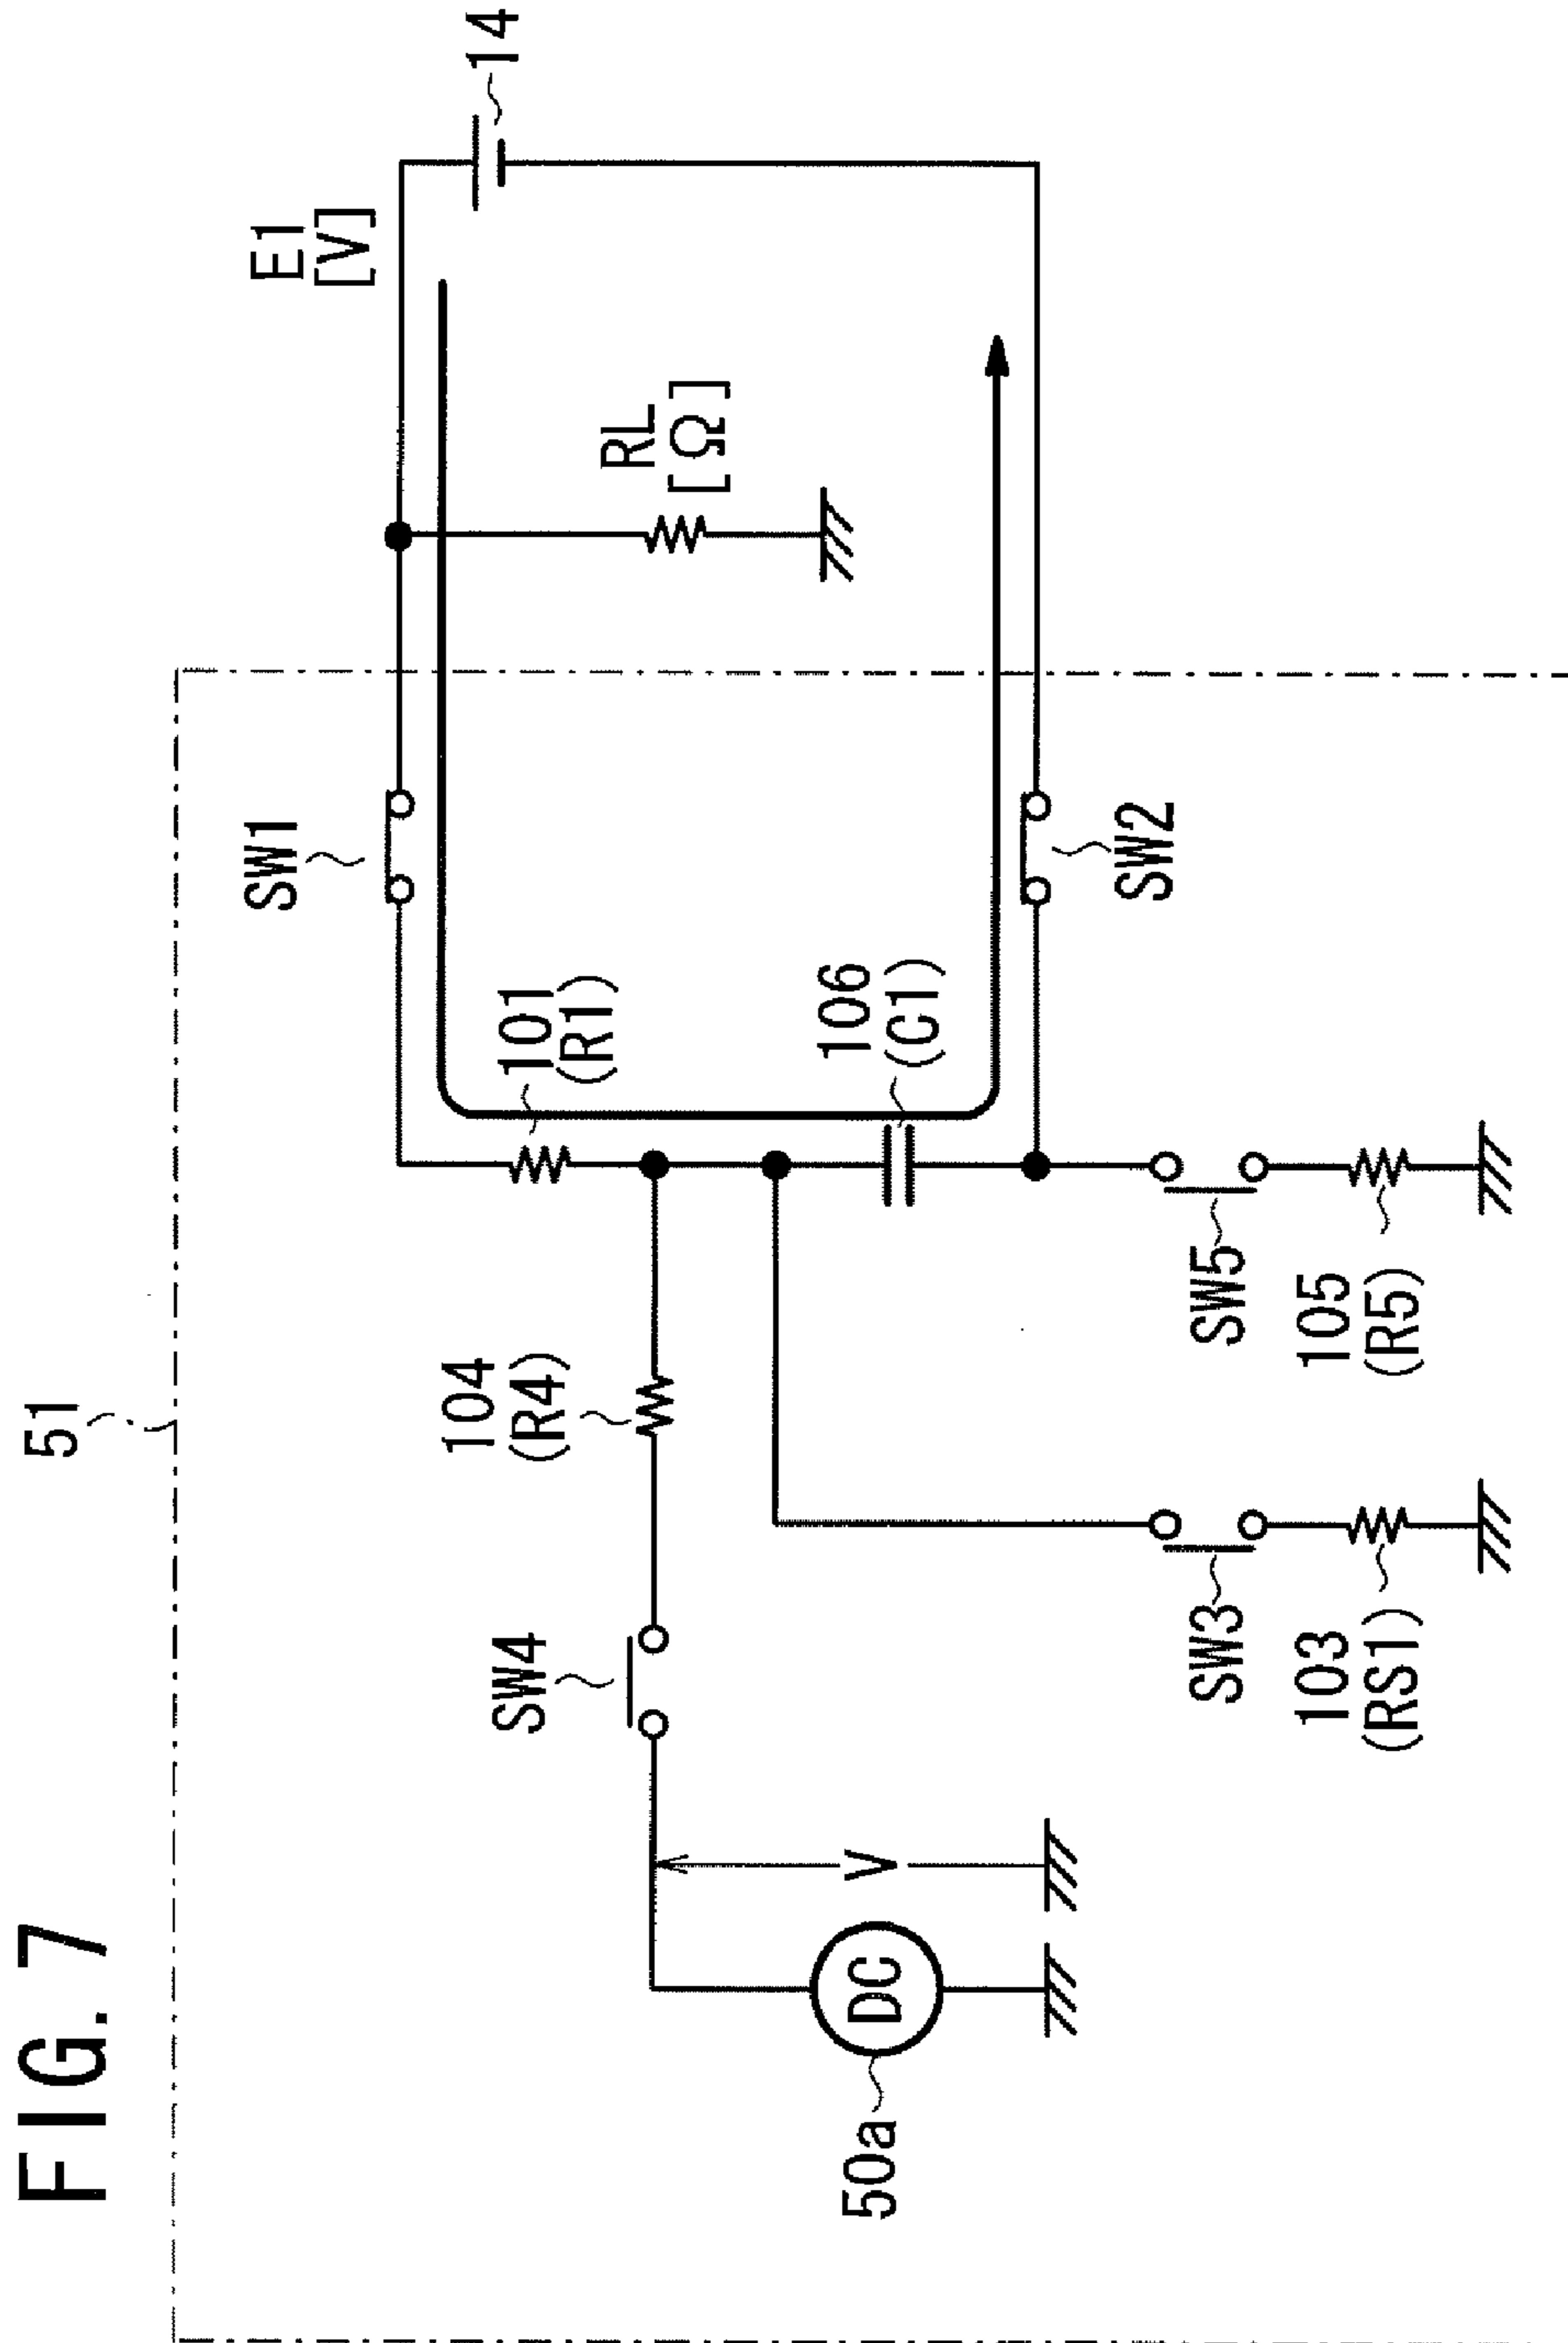 FIG. 7
51
SW1
E1
[V]
SW4
104
(R4)
101
(R1)
14
RL
[Ω]
50a
DC
V
106
(C1)
SW2
SW3
SW5
103
(RS1)
105
(R5)